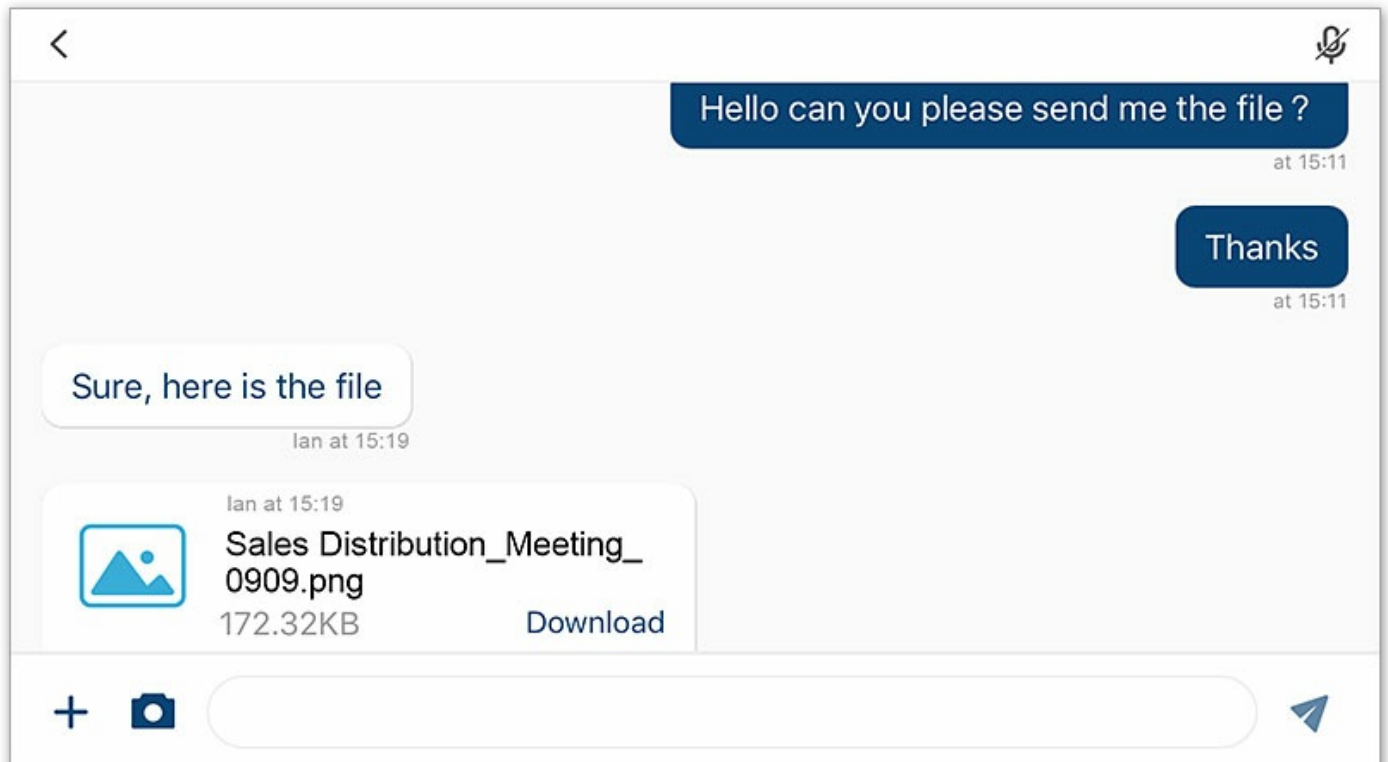 Hello can you please send me the file ?
at 15:11
Thanks
at 15:11
Sure, here is the file
Ian at 15:19
Ian at 15:19
Sales Distribution_Meeting_
0909.png
172.32KB Download